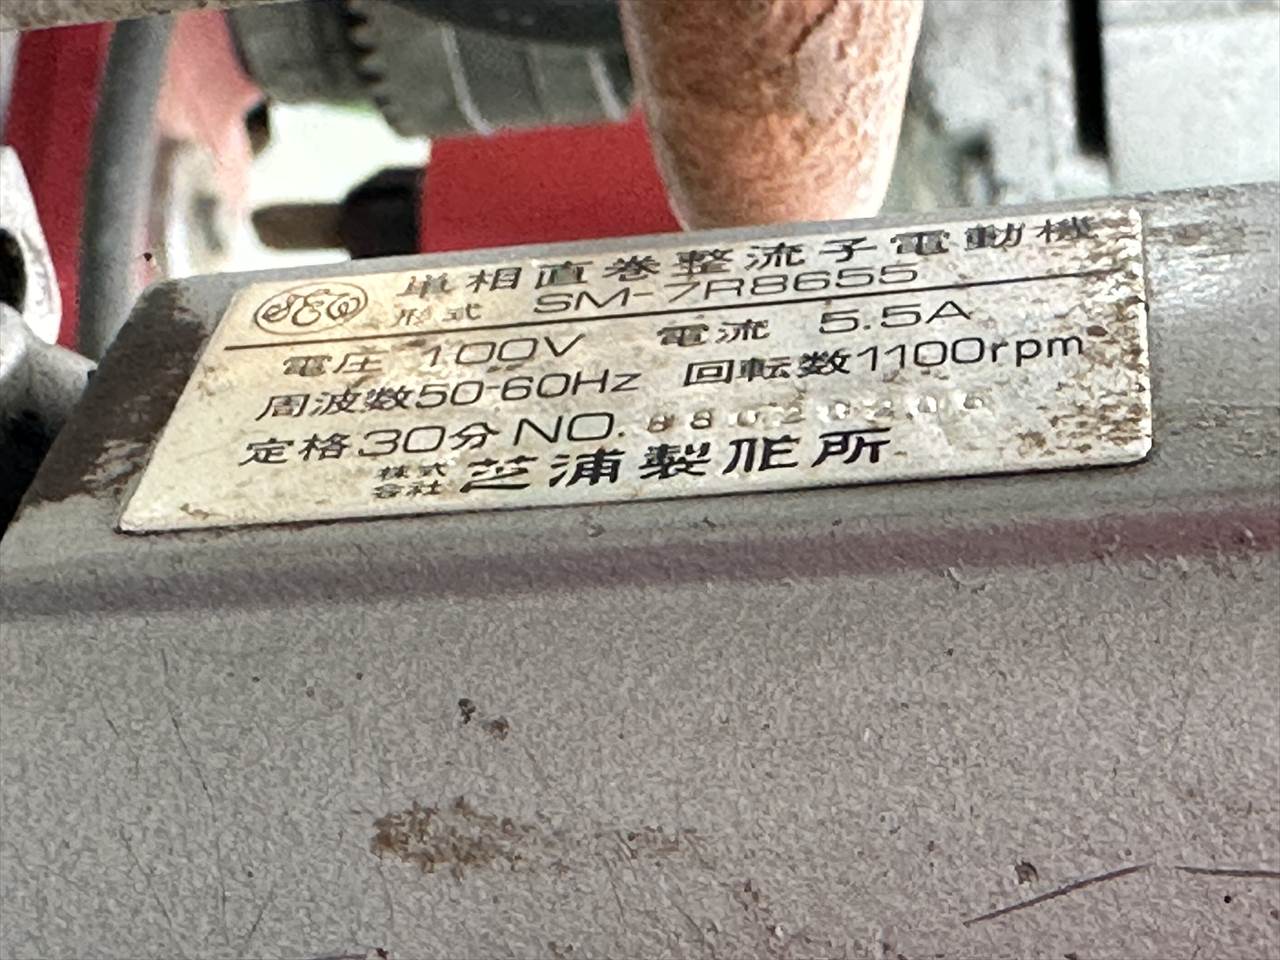 SEW 単相直巻整流子電動機
形式 SM-7R8655
電圧 100V 電流 5.5A
周波数50-60Hz 回転数1100rpm
定格30分 NO.
株式会社 芝浦製作所